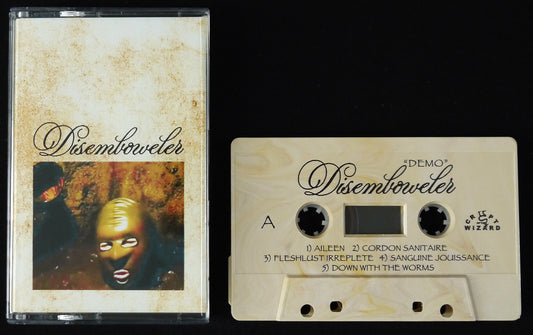 Disemboweler
"DEMO"
Disemboweler
A
CREEPY
WIZARD
1) AILEEN 2) CORDON SANITAIRE
3) FLESHLUST IRREPLETE 4) SANGUINE JOUISSANCE
5) DOWN WITH THE WORMS